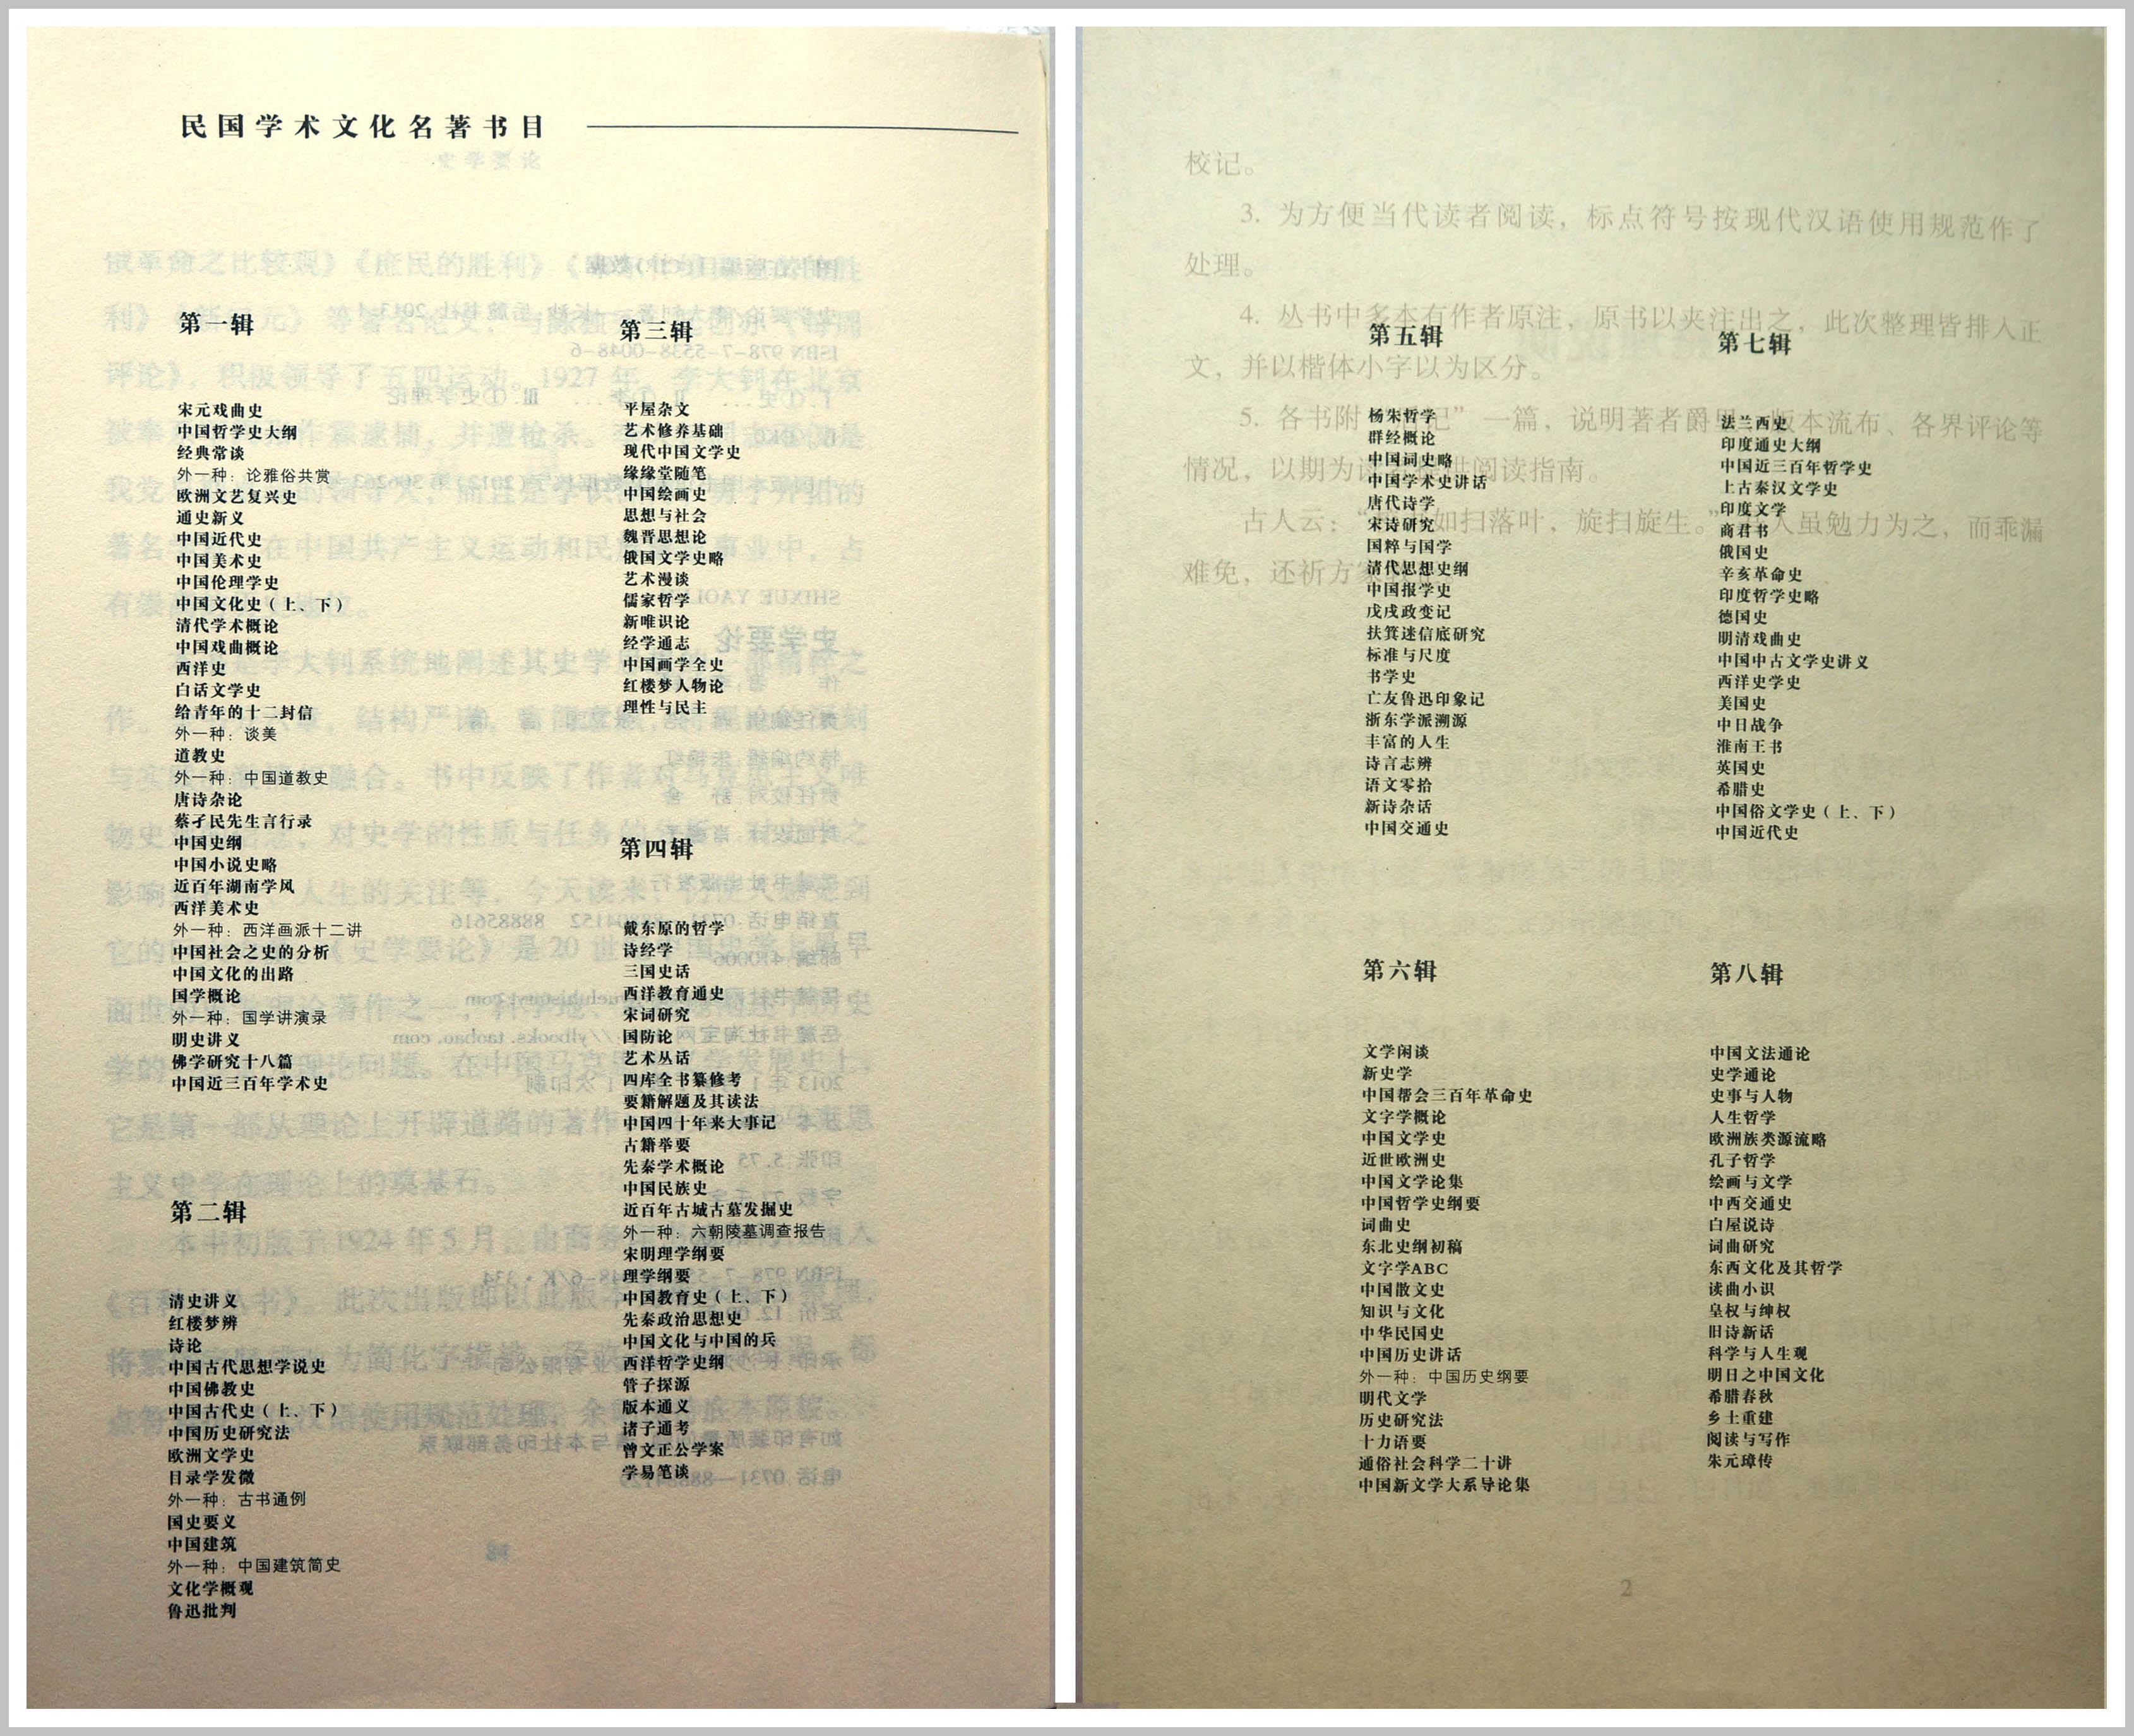 民国学术文化名著书目
第一辑
宋元戏曲史
中国哲学史大纲
经典常谈
外一种：论雅俗共赏
欧洲文艺复兴史
通史新义
中国近代史
中国美术史
中国伦理学史
中国文化史（上、下）
清代学术概论
中国戏曲概论
西洋史
白话文学史
给青年的十二封信
外一种：谈美
道教史
外一种：中国道教史
唐诗杂论
蔡孑民先生言行录
中国史纲
中国小说史略
近百年湖南学风
西洋美术史
外一种：西洋画派十二讲
中国社会之史的分析
中国文化的出路
国学概论
外一种：国学讲演录
明史讲义
佛学研究十八篇
中国近三百年学术史
第二辑
清史讲义
红楼梦辨
诗论
中国古代思想学说史
中国佛教史
中国古代史（上、下）
中国历史研究法
欧洲文学史
目录学发微
外一种：古书通例
国史要义
中国建筑
外一种：中国建筑简史
文化学概观
鲁迅批判
第三辑
平屋杂文
艺术修养基础
现代中国文学史
缘缘堂随笔
中国绘画史
思想与社会
魏晋思想论
俄国文学史略
艺术漫谈
儒家哲学
新唯识论
经学通志
中国画学全史
红楼梦人物论
理性与民主
第四辑
戴东原的哲学
诗经学
三国史话
西洋教育通史
宋词研究
国防论
艺术丛话
四库全书纂修考
要籍解题及其读法
中国四十年来大事记
古籍举要
先秦学术概论
中国民族史
近百年古城古墓发掘史
外一种：六朝陵墓调查报告
宋明理学纲要
理学纲要
中国教育史（上、下）
先秦政治思想史
中国文化与中国的兵
西洋哲学史纲
管子探源
版本通义
诸子通考
曾文正公学案
学易笔谈
第五辑
杨朱哲学
群经概论
中国词史略
中国学术史讲话
唐代诗学
宋诗研究
国粹与国学
清代思想史纲
中国报学史
戊戌政变记
扶箕迷信底研究
标准与尺度
书学史
亡友鲁迅印象记
浙东学派溯源
丰富的人生
诗言志辨
语文零拾
新诗杂话
中国交通史
第六辑
文学闲谈
新史学
中国帮会三百年革命史
文字学概论
中国文学史
近世欧洲史
中国文学论集
中国哲学史纲要
词曲史
东北史纲初稿
文字学ABC
中国散文史
知识与文化
中华民国史
中国历史讲话
外一种：中国历史纲要
明代文学
历史研究法
十力语要
通俗社会科学二十讲
中国新文学大系导论集
第七辑
法兰西史
印度通史大纲
中国近三百年哲学史
上古秦汉文学史
印度文学
商君书
俄国史
辛亥革命史
印度哲学史略
德国史
明清戏曲史
中国中古文学史讲义
西洋史学史
美国史
中日战争
淮南王书
英国史
希腊史
中国俗文学史（上、下）
中国近代史
第八辑
中国文法通论
史学通论
史事与人物
人生哲学
欧洲族类源流略
孔子哲学
绘画与文学
中西交通史
白屋说诗
词曲研究
东西文化及其哲学
读曲小识
皇权与绅权
旧诗新话
科学与人生观
明日之中国文化
希腊春秋
乡土重建
阅读与写作
朱元璋传
校记。
3. 为方便当代读者阅读，标点符号按现代汉语使用规范作了
处理。
4. 丛书中多本有作者原注，原书以夹注出之，此次整理皆排入正
文，并以楷体小字以为区分。
2